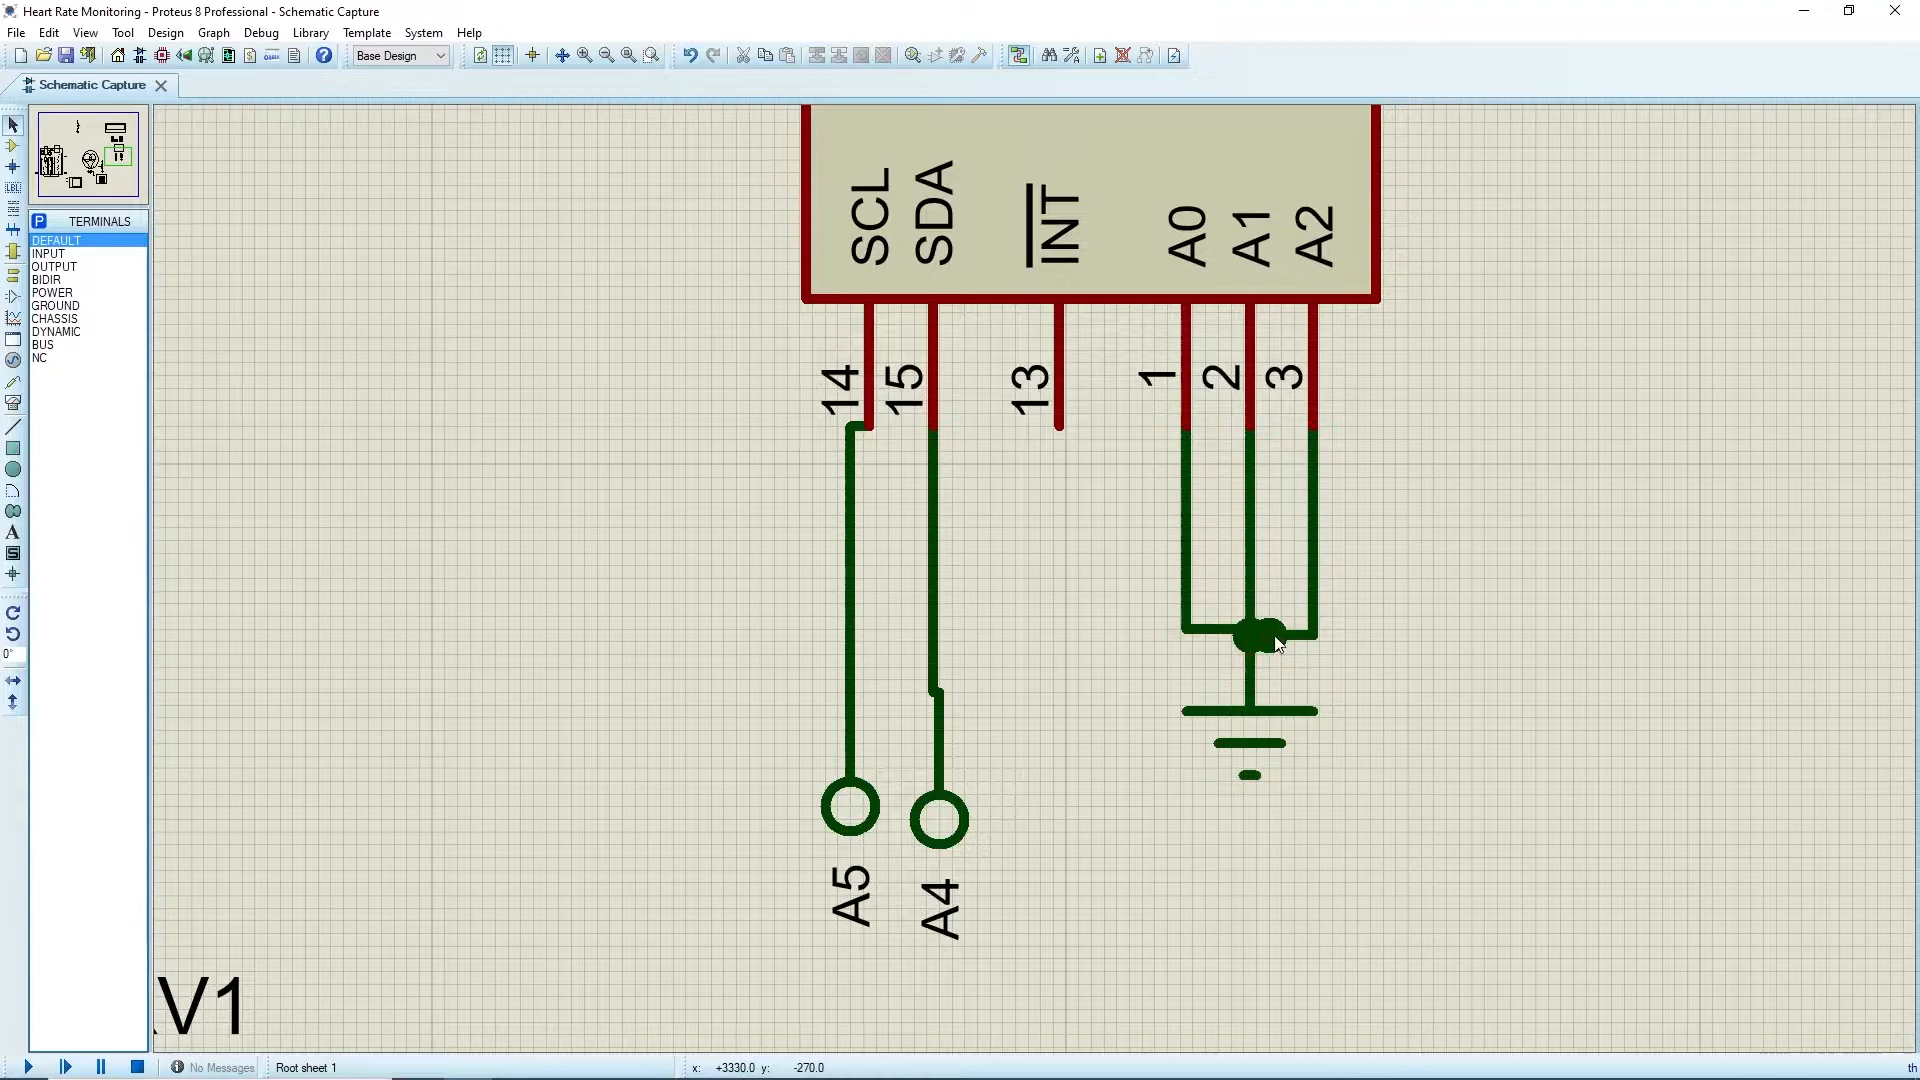 Heart Rate Monitoring - Proteus 8 Professional - Schematic Capture
File Edit View Tool Design Graph Debug Library Template System Help
Base Design
Schematic Capture
P TERMINALS
DEFAULT
INPUT
OUTPUT
BIDIR
POWER
GROUND
CHASSIS
DYNAMIC
BUS
NC
LBL
A
S
0°
SCL
SDA
INT
A0
A1
A2
14
15
13
1
2
3
A5
A4
V1
No Messages
Root sheet 1
x: +3330.0 y: -270.0
th